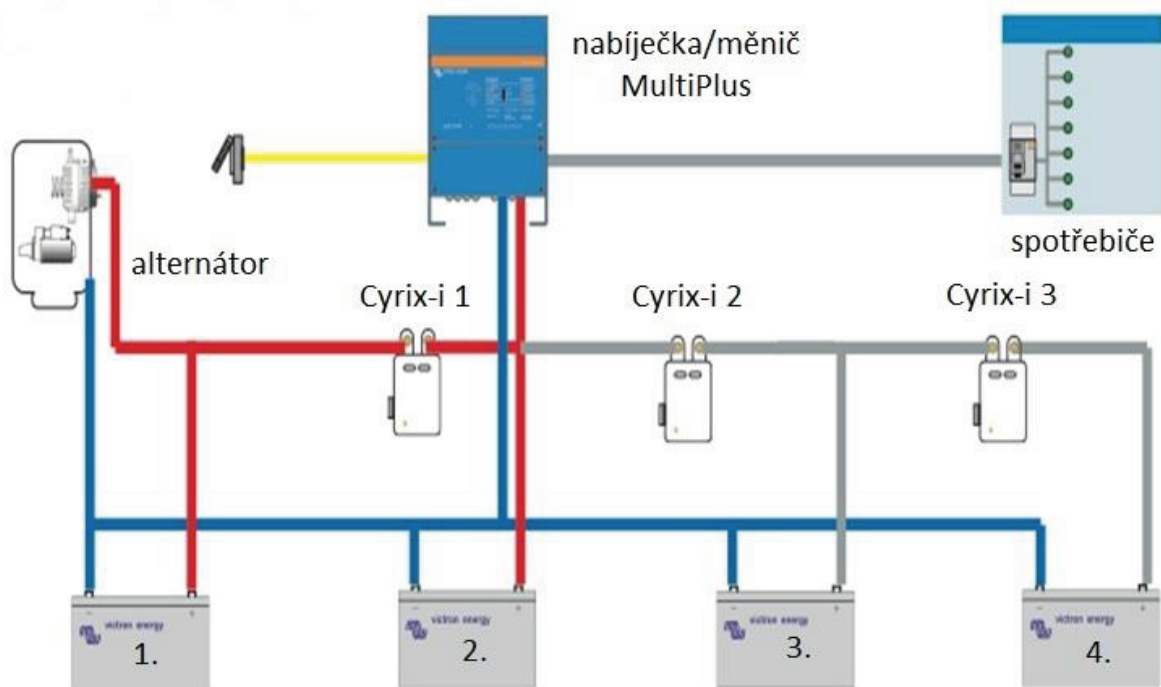 nabíječka/měnič
MultiPlus
alternátor
spotřebiče
Cyrix-i 1
Cyrix-i 2
Cyrix-i 3
victron energy
1.
victron energy
2.
victron energy
3.
victron energy
4.